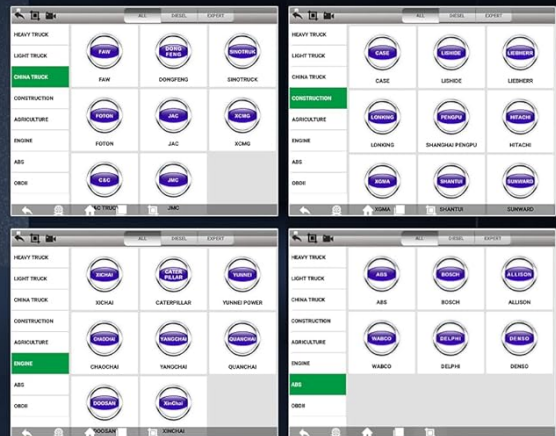 ALL DIESEL EXPERT
HEAVY TRUCK
LIGHT TRUCK
CHINA TRUCK
CONSTRUCTION
AGRICULTURE
ENGINE
ABS
OBDII
FAW DONG FENG SINOTRUK
FAW DONGFENG SINOTRUCK
FOTON JAC XCMG
FOTON JAC XCMG
C&C JMC
JMC
ALL DIESEL EXPERT
HEAVY TRUCK
LIGHT TRUCK
CHINA TRUCK
CONSTRUCTION
AGRICULTURE
ENGINE
ABS
OBDII
CASE LISHIDE LIEBHERR
CASE LISHIDE LIEBHERR
LONKING PENGPU HITACHI
LONKING SHANGHAI PENGPU HITACHI
XGMA SHANTUI SUNWARD
XGMA SHANTUI SUNWARD
ALL DIESEL EXPERT
HEAVY TRUCK
LIGHT TRUCK
CHINA TRUCK
CONSTRUCTION
AGRICULTURE
ENGINE
ABS
OBDII
XICHAI CATER PILLAR YUNNEI
XICHAI CATERPILLAR YUNNEI POWER
CHAOCHAI YANGCHAI QUANCHAI
CHAOCHAI YANGCHAI QUANCHAI
DOOSAN XinChai
DOOSAN XINCHAI
ALL DIESEL EXPERT
HEAVY TRUCK
LIGHT TRUCK
CHINA TRUCK
CONSTRUCTION
AGRICULTURE
ENGINE
ABS
OBDII
ABS BOSCH ALLISON
ABS BOSCH ALLISON
WABCO DELPHI DENSO
WABCO DELPHI DENSO